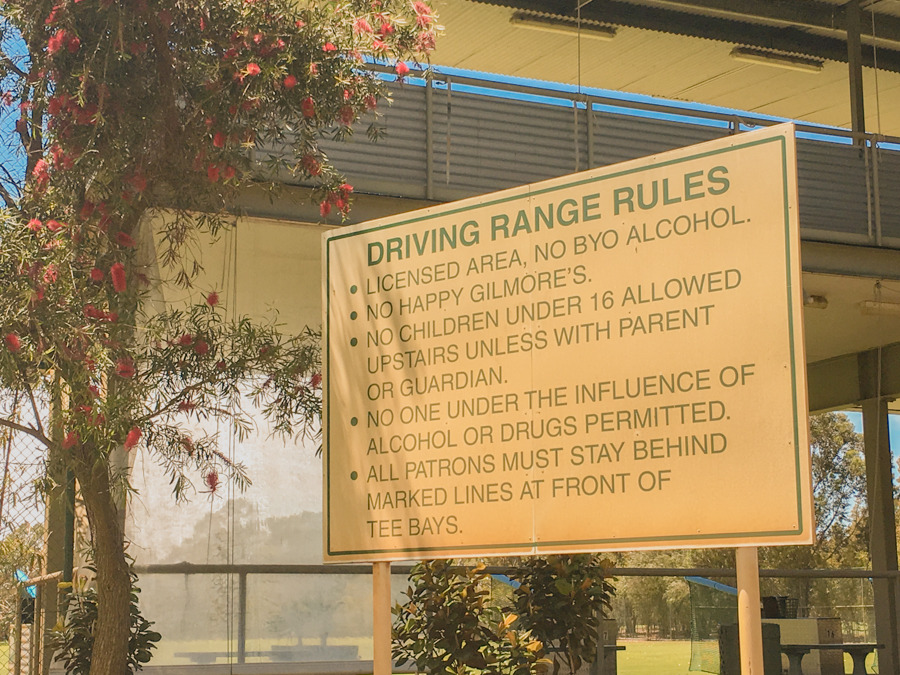 DRIVING RANGE RULES
• LICENSED AREA, NO BYO ALCOHOL.
• NO HAPPY GILMORE'S.
• NO CHILDREN UNDER 16 ALLOWED
UPSTAIRS UNLESS WITH PARENT
OR GUARDIAN.
• NO ONE UNDER THE INFLUENCE OF
ALCOHOL OR DRUGS PERMITTED.
• ALL PATRONS MUST STAY BEHIND
MARKED LINES AT FRONT OF
TEE BAYS.